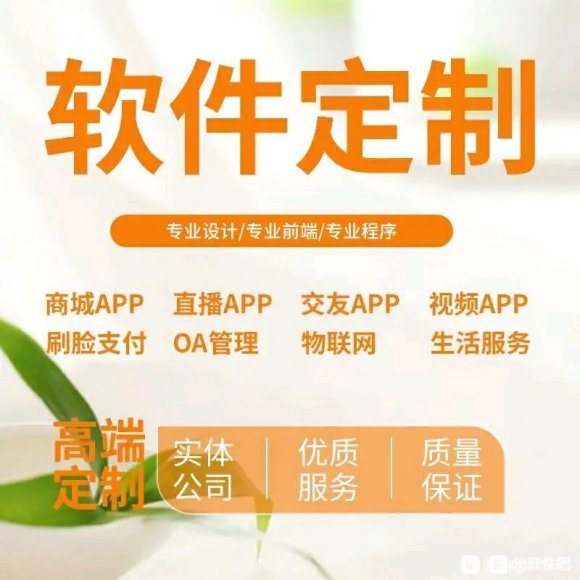 软件定制
专业设计/专业前端/专业程序
商城APP 直播APP 交友APP 视频APP
刷脸支付 OA管理 物联网 生活服务
高端
定制
实体
公司
优质
服务
质量
保证
@软件吧